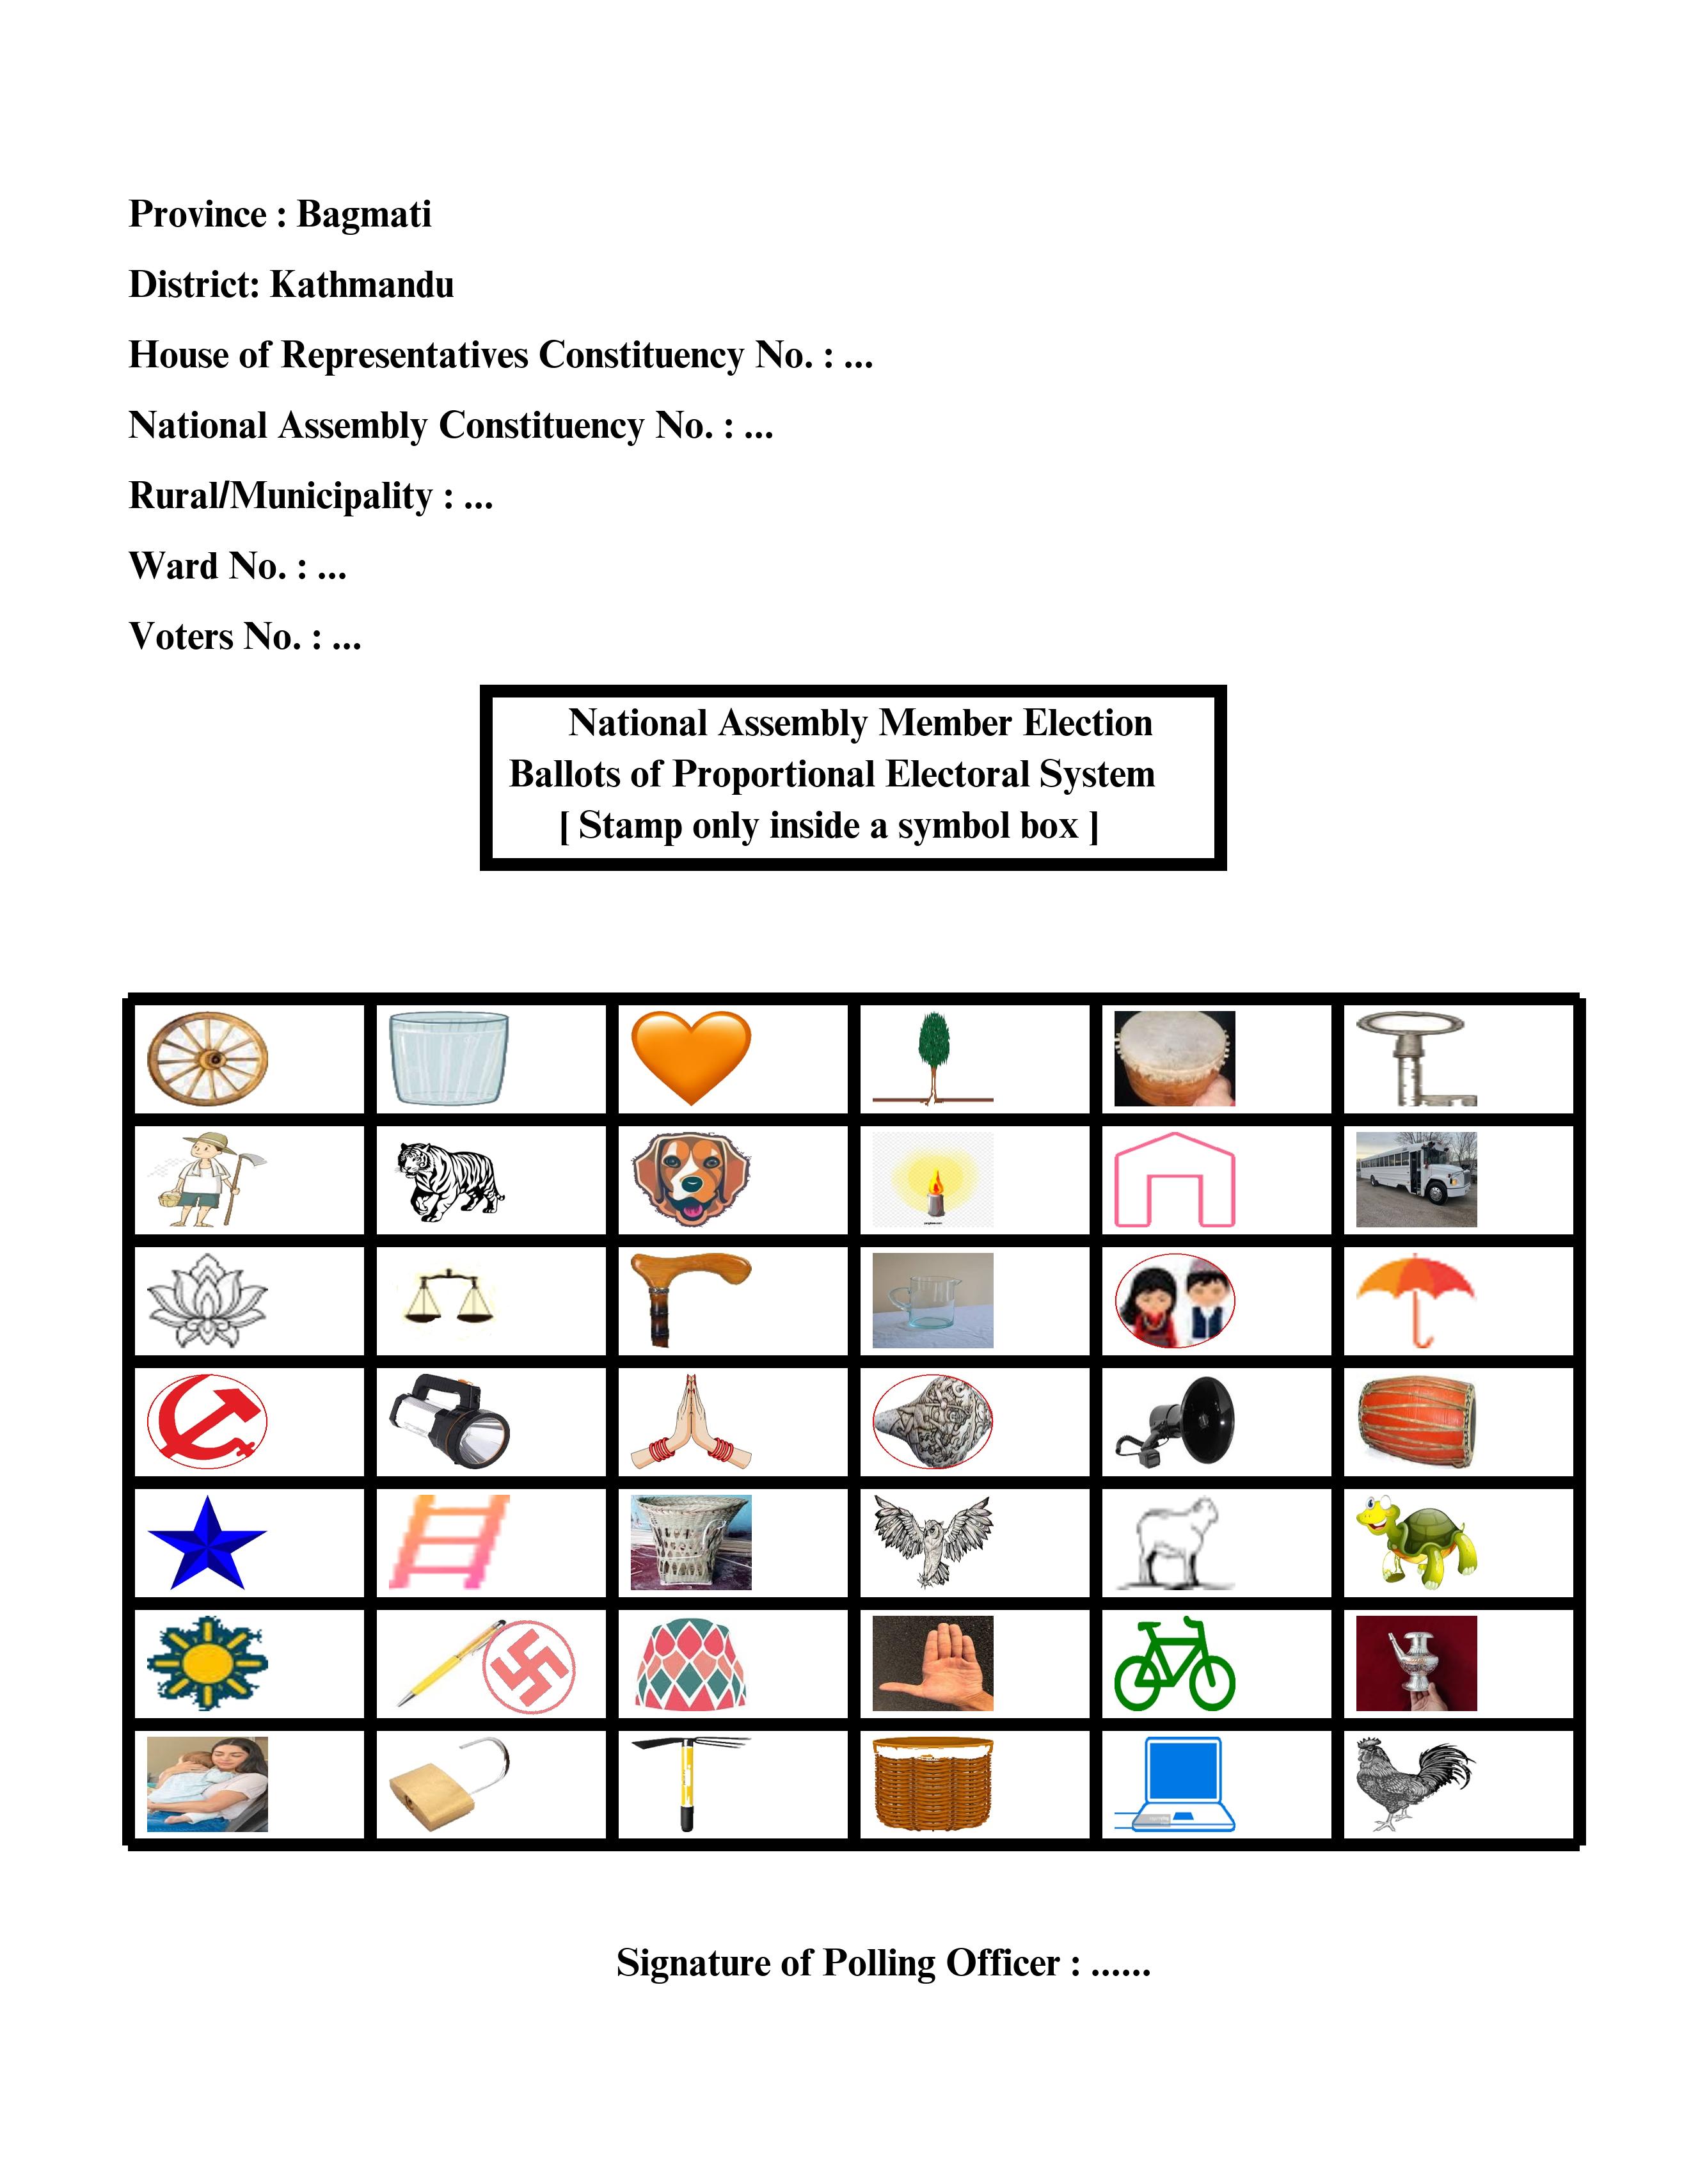 Province : Bagmati
District: Kathmandu
House of Representatives Constituency No. : ...
National Assembly Constituency No. : ...
Rural/Municipality : ...
Ward No. : ...
Voters No. : ...
National Assembly Member Election
Ballots of Proportional Electoral System
[ Stamp only inside a symbol box ]
Signature of Polling Officer : ......